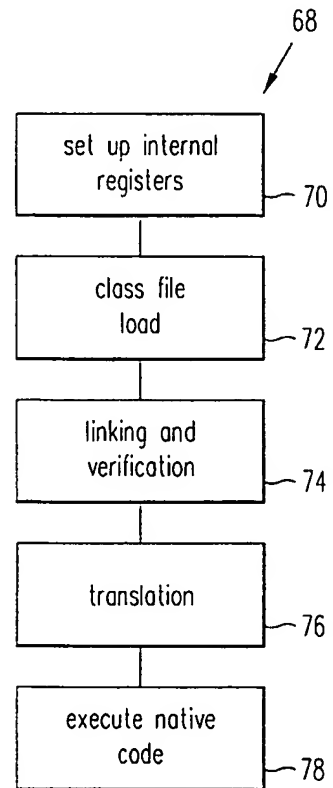 68
set up internal
registers
70
class file
load
72
linking and
verification
74
translation
76
execute native
code
78